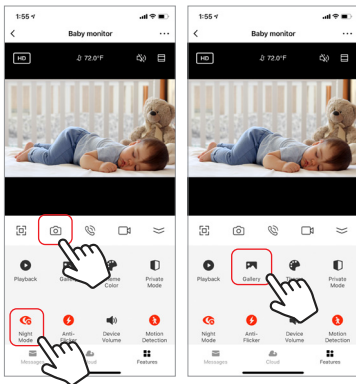 1:55
Baby monitor
HD 72.0°F
Playback Private
Color Mode
Night Anti- Device Motion
Mode Flicker Volume Detection
Messages Cloud Features
1:55
Baby monitor
HD 72.0°F
Playback Gallery Private
Mode
Night Anti- Device Motion
Mode Flicker Volume Detection
Messages Cloud Features